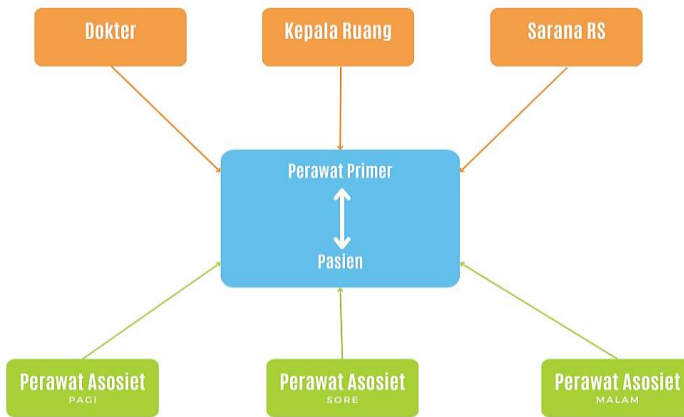 Dokter
Kepala Ruang
Sarana RS
Perawat Primer
Pasien
Perawat Asosiet
PAGI
Perawat Asosiet
SORE
Perawat Asosiet
MALAM